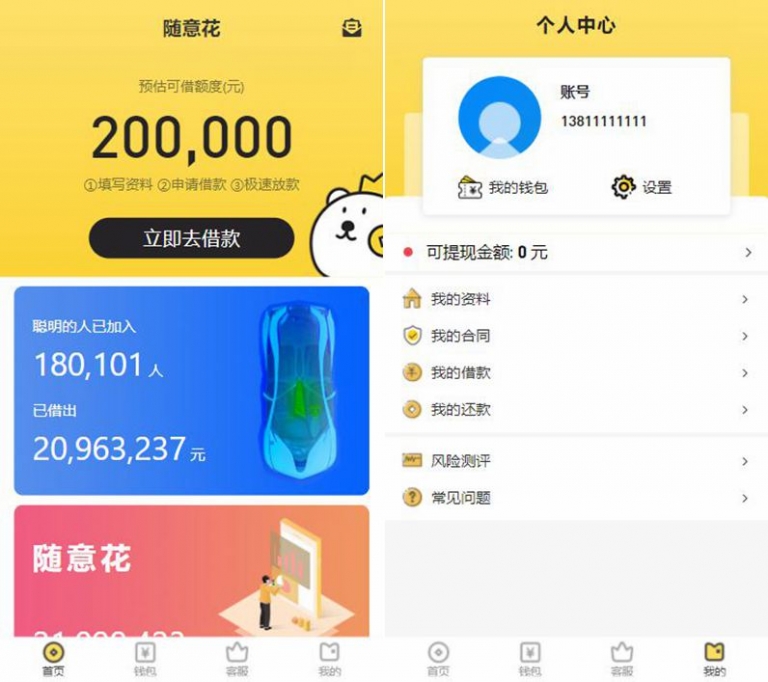 随意花
预估可借额度(元)
200,000
①填写资料 ②申请借款 ③极速放款
立即去借款
聪明的人已加入
180,101 人
已借出
20,963,237 元
随意花
首页 钱包 客服 我的
个人中心
账号
13811111111
我的钱包 设置
可提现金额: 0 元
我的资料
我的合同
我的借款
我的还款
风险测评
常见问题
首页 钱包 客服 我的